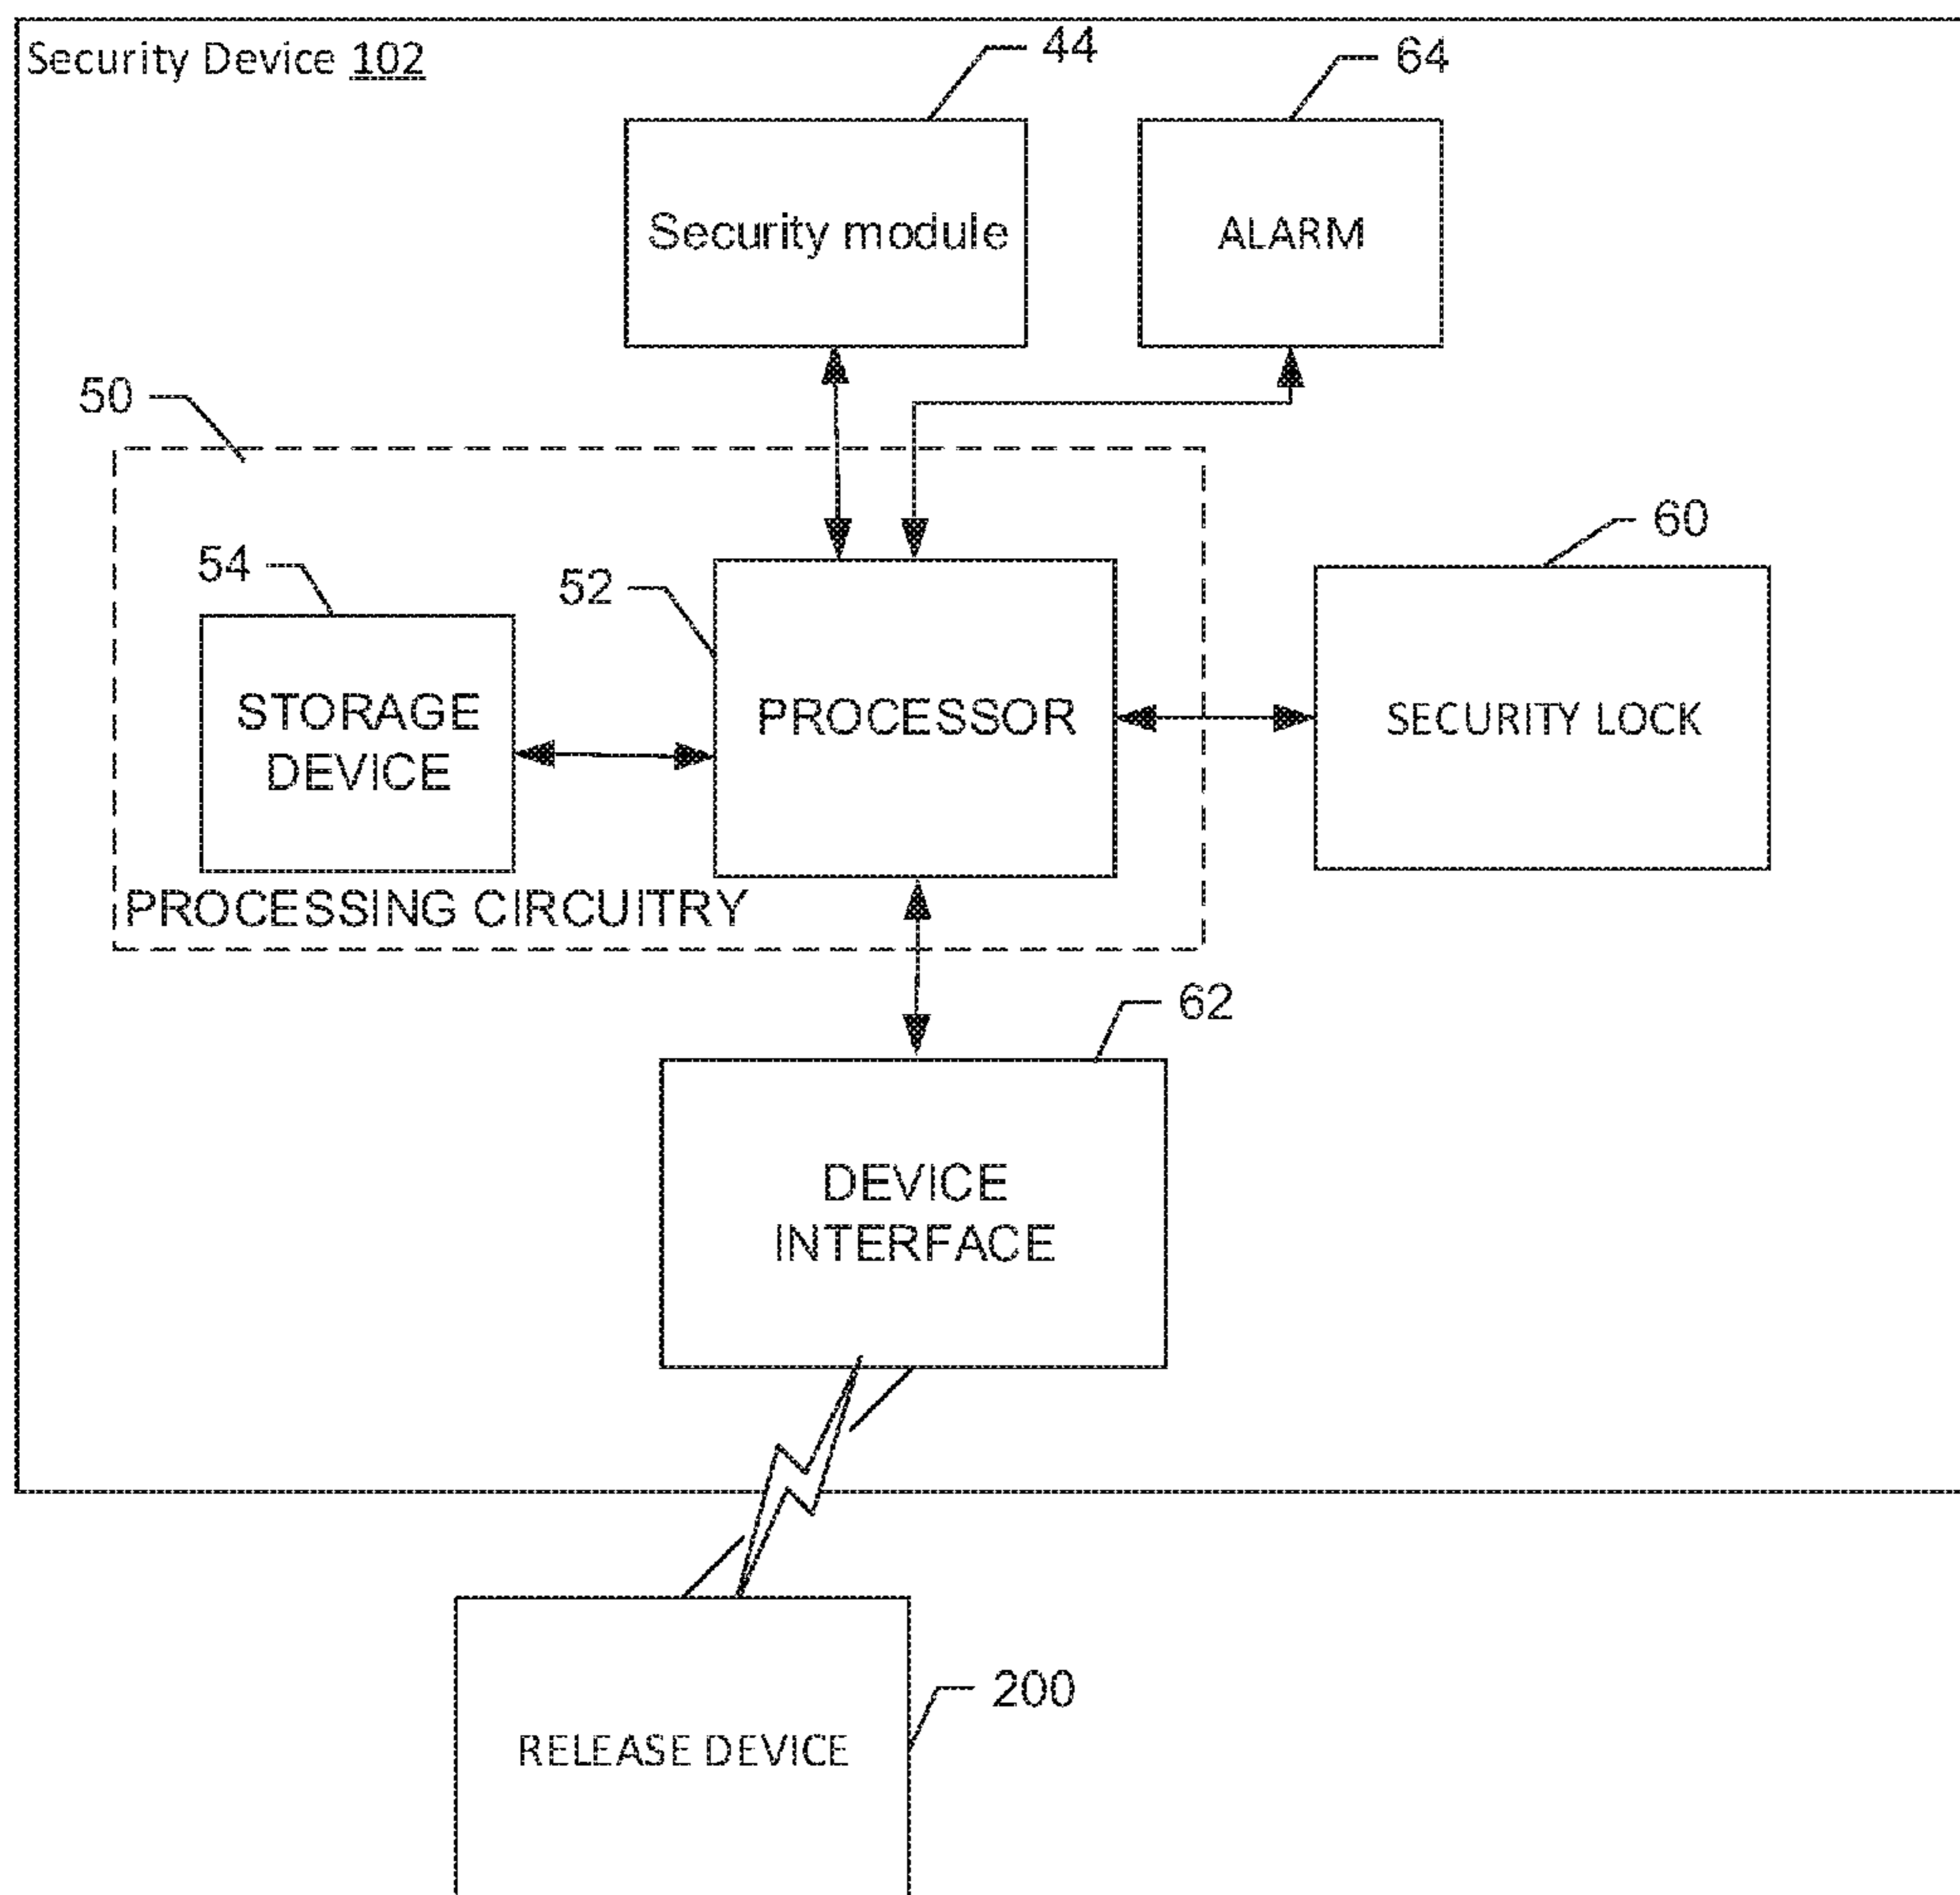 Security Device 102
44
64
Security module
ALARM
50
54
52
60
STORAGE
DEVICE
PROCESSOR
SECURITY LOCK
PROCESSING CIRCUITRY
62
DEVICE
INTERFACE
200
RELEASE DEVICE